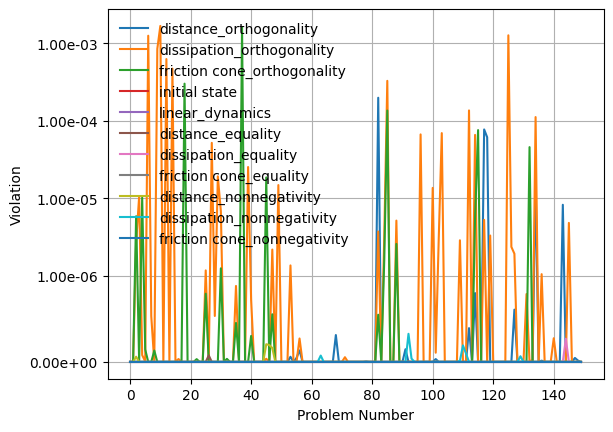 distance_orthogonality
dissipation_orthogonality
friction cone_orthogonality
initial state
linear_dynamics
distance_equality
dissipation_equality
friction cone_equality
distance_nonnegativity
dissipation_nonnegativity
friction cone_nonnegativity
1.00e-03
1.00e-04
1.00e-05
1.00e-06
0.00e+00
Violation
0 20 40 60 80 100 120 140
Problem Number